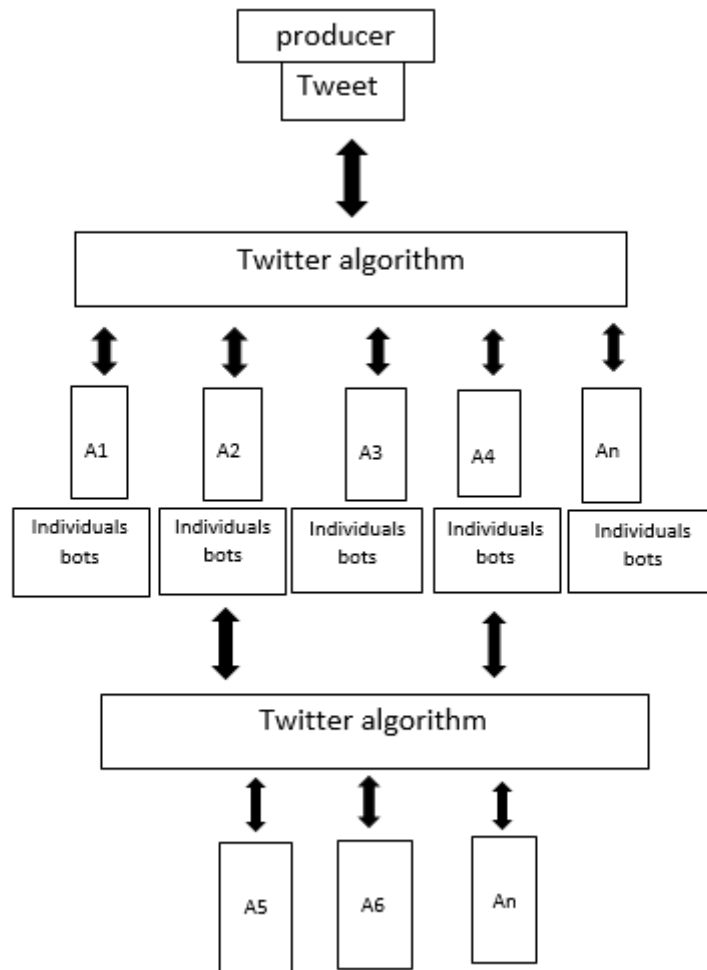 producer
Tweet
Twitter algorithm
A1
A2
A3
A4
An
Individuals
bots
Individuals
bots
Individuals
bots
Individuals
bots
Individuals
bots
Twitter algorithm
A5
A6
An